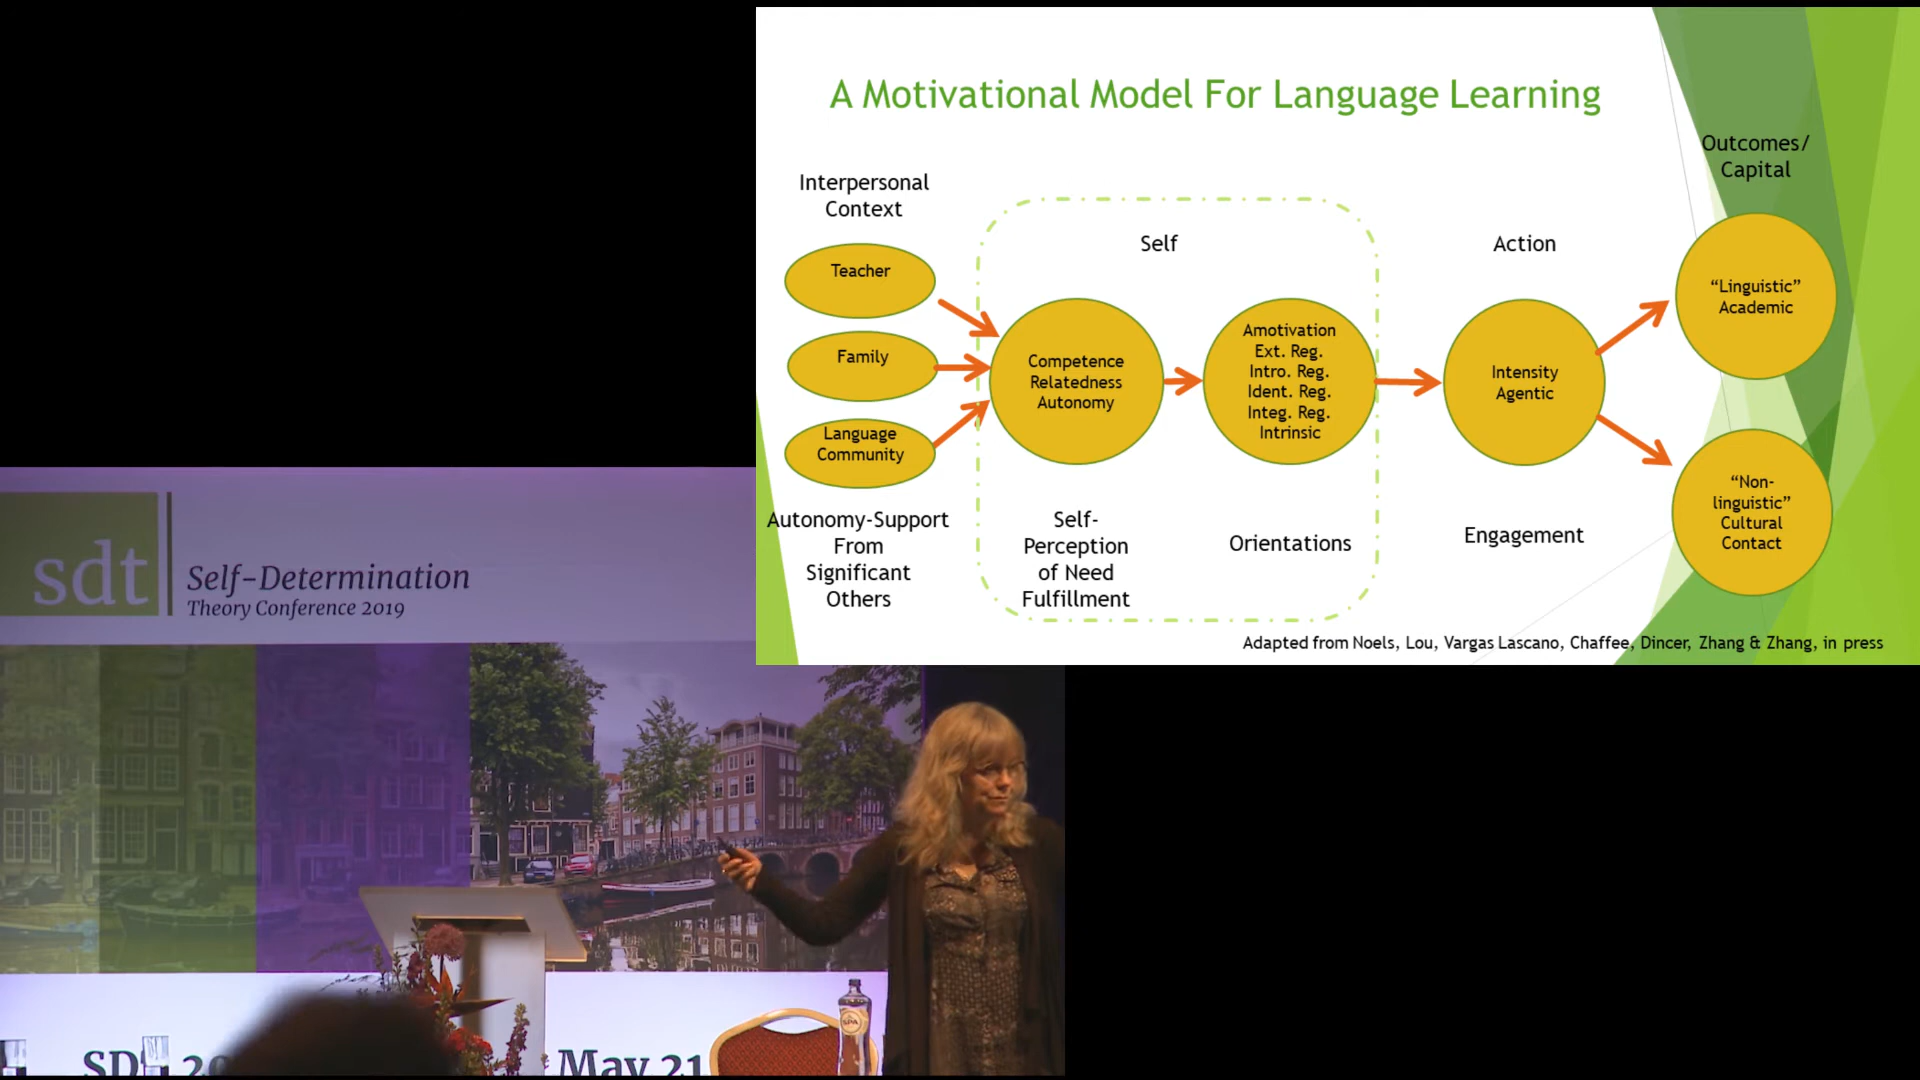 A Motivational Model For Language Learning
Outcomes/
Capital
Interpersonal
Context
Self
Action
Teacher
Family
Language
Community
Competence
Relatedness
Autonomy
Amotivation
Ext. Reg.
Intro. Reg.
Ident. Reg.
Integ. Reg.
Intrinsic
Intensity
Agentic
“Linguistic”
Academic
“Non-
linguistic”
Cultural
Contact
Autonomy-Support
From
Significant
Others
Self-
Perception
of Need
Fulfillment
Orientations
Engagement
Adapted from Noels, Lou, Vargas Lascano, Chaffee, Dincer, Zhang & Zhang, in press
sdt
Self-Determination
Theory Conference 2019
SPA
May 21